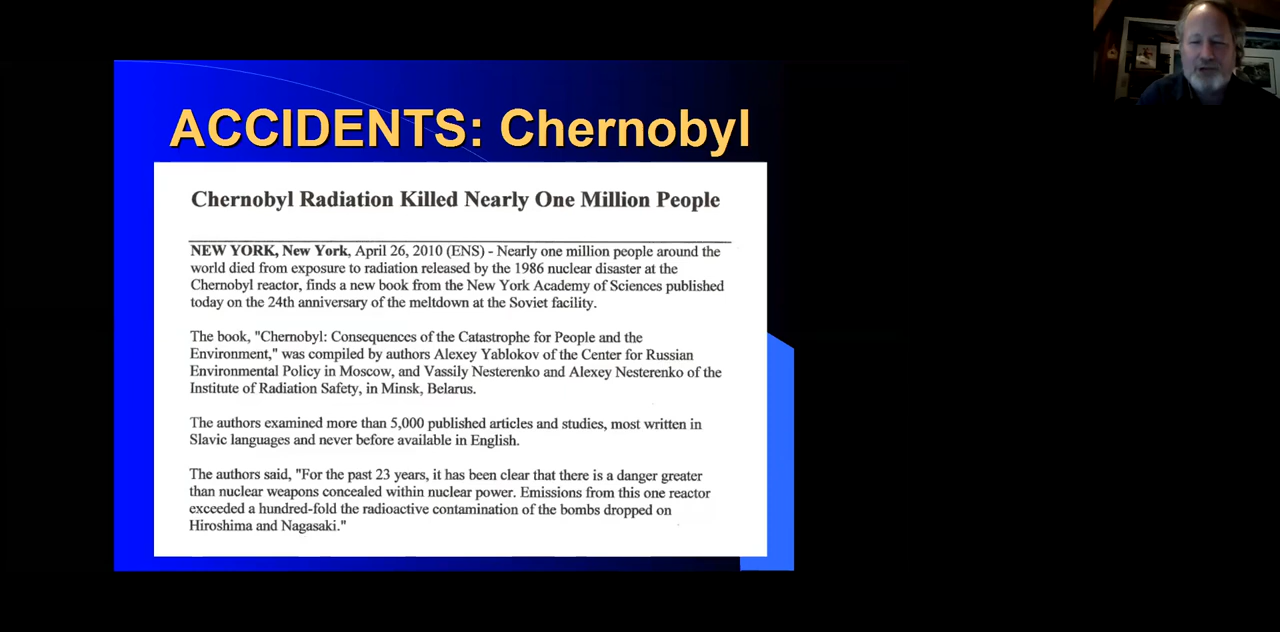 ACCIDENTS: Chernobyl
Chernobyl Radiation Killed Nearly One Million People
NEW YORK, New York, April 26, 2010 (ENS) - Nearly one million people around the
world died from exposure to radiation released by the 1986 nuclear disaster at the
Chernobyl reactor, finds a new book from the New York Academy of Sciences published
today on the 24th anniversary of the meltdown at the Soviet facility.
The book, "Chernobyl: Consequences of the Catastrophe for People and the
Environment," was compiled by authors Alexey Yablokov of the Center for Russian
Environmental Policy in Moscow, and Vassily Nesterenko and Alexey Nesterenko of the
Institute of Radiation Safety, in Minsk, Belarus.
The authors examined more than 5,000 published articles and studies, most written in
Slavic languages and never before available in English.
The authors said, "For the past 23 years, it has been clear that there is a danger greater
than nuclear weapons concealed within nuclear power. Emissions from this one reactor
exceeded a hundred-fold the radioactive contamination of the bombs dropped on
Hiroshima and Nagasaki."